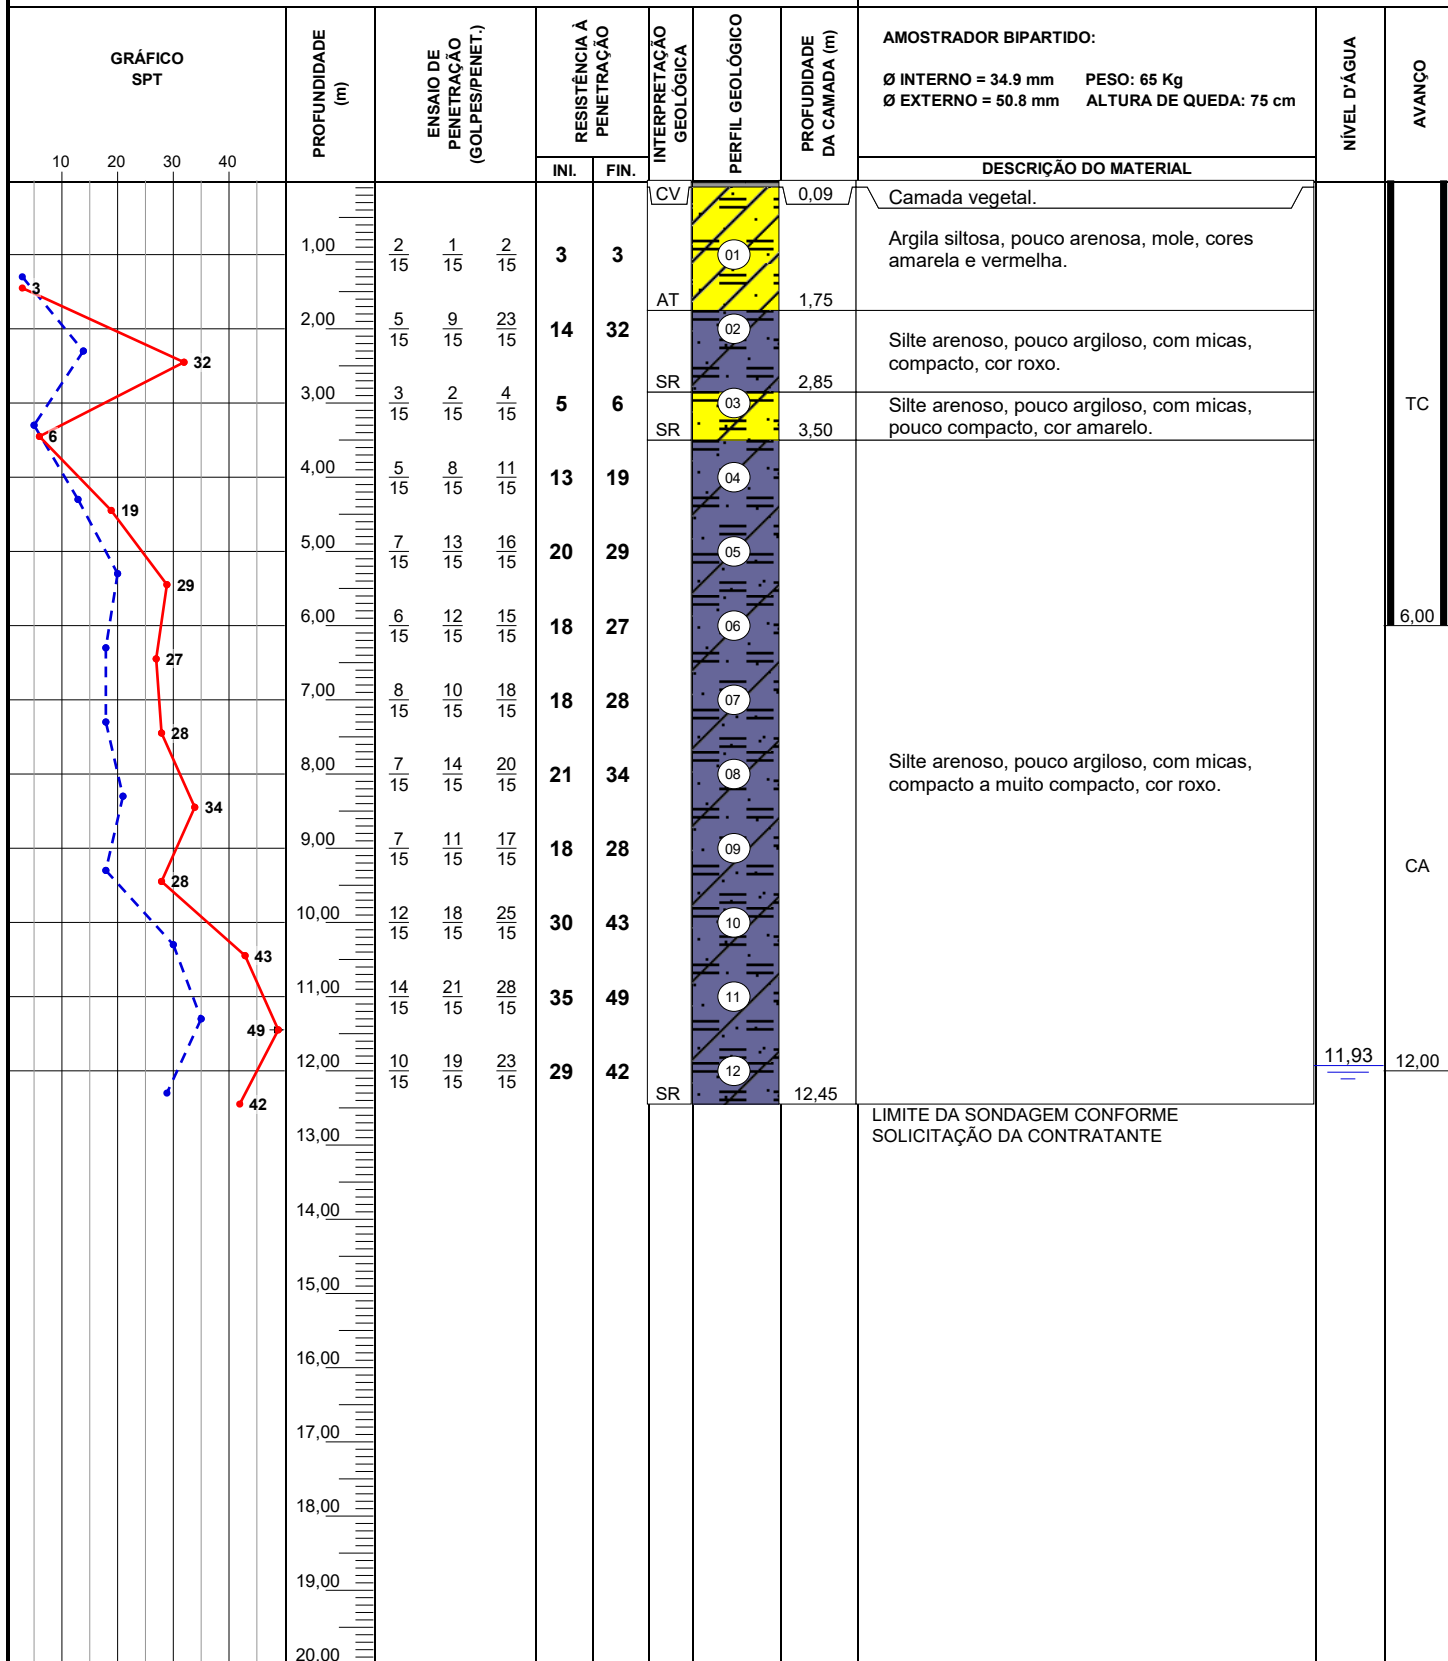 GRÁFICO
SPT
10 20 30 40
PROFUNDIDADE
(m)
ENSAIO DE
PENETRAÇÃO
(GOLPES/PENET.)
RESISTÊNCIA À
PENETRAÇÃO
INI. FIN.
INTERPRETAÇÃO
GEOLÓGICA
PERFIL GEOLÓGICO
PROFUDIDADE
DA CAMADA (m)
AMOSTRADOR BIPARTIDO:
Ø INTERNO = 34.9 mm PESO: 65 Kg
Ø EXTERNO = 50.8 mm ALTURA DE QUEDA: 75 cm
DESCRIÇÃO DO MATERIAL
NÍVEL D'ÁGUA
AVANÇO
CV 0,09 Camada vegetal.
1,00 2/15 1/15 2/15 3 3 01
Argila siltosa, pouco arenosa, mole, cores
amarela e vermelha.
3
AT 1,75
2,00 5/15 9/15 23/15 14 32 02
Silte arenoso, pouco argiloso, com micas,
compacto, cor roxo.
32
SR 2,85
3,00 3/15 2/15 4/15 5 6 03
Silte arenoso, pouco argiloso, com micas,
pouco compacto, cor amarelo.
TC
6
SR 3,50
4,00 5/15 8/15 11/15 13 19 04
19
5,00 7/15 13/15 16/15 20 29 05
29
6,00 6/15 12/15 15/15 18 27 06 6,00
27
7,00 8/15 10/15 18/15 18 28 07
28
8,00 7/15 14/15 20/15 21 34 08
Silte arenoso, pouco argiloso, com micas,
compacto a muito compacto, cor roxo.
34
9,00 7/15 11/15 17/15 18 28 09
CA
28
10,00 12/15 18/15 25/15 30 43 10
43
11,00 14/15 21/15 28/15 35 49 11
49
12,00 10/15 19/15 23/15 29 42 12 11,93 12,00
42
SR 12,45
LIMITE DA SONDAGEM CONFORME
SOLICITAÇÃO DA CONTRATANTE
13,00
14,00
15,00
16,00
17,00
18,00
19,00
20,00